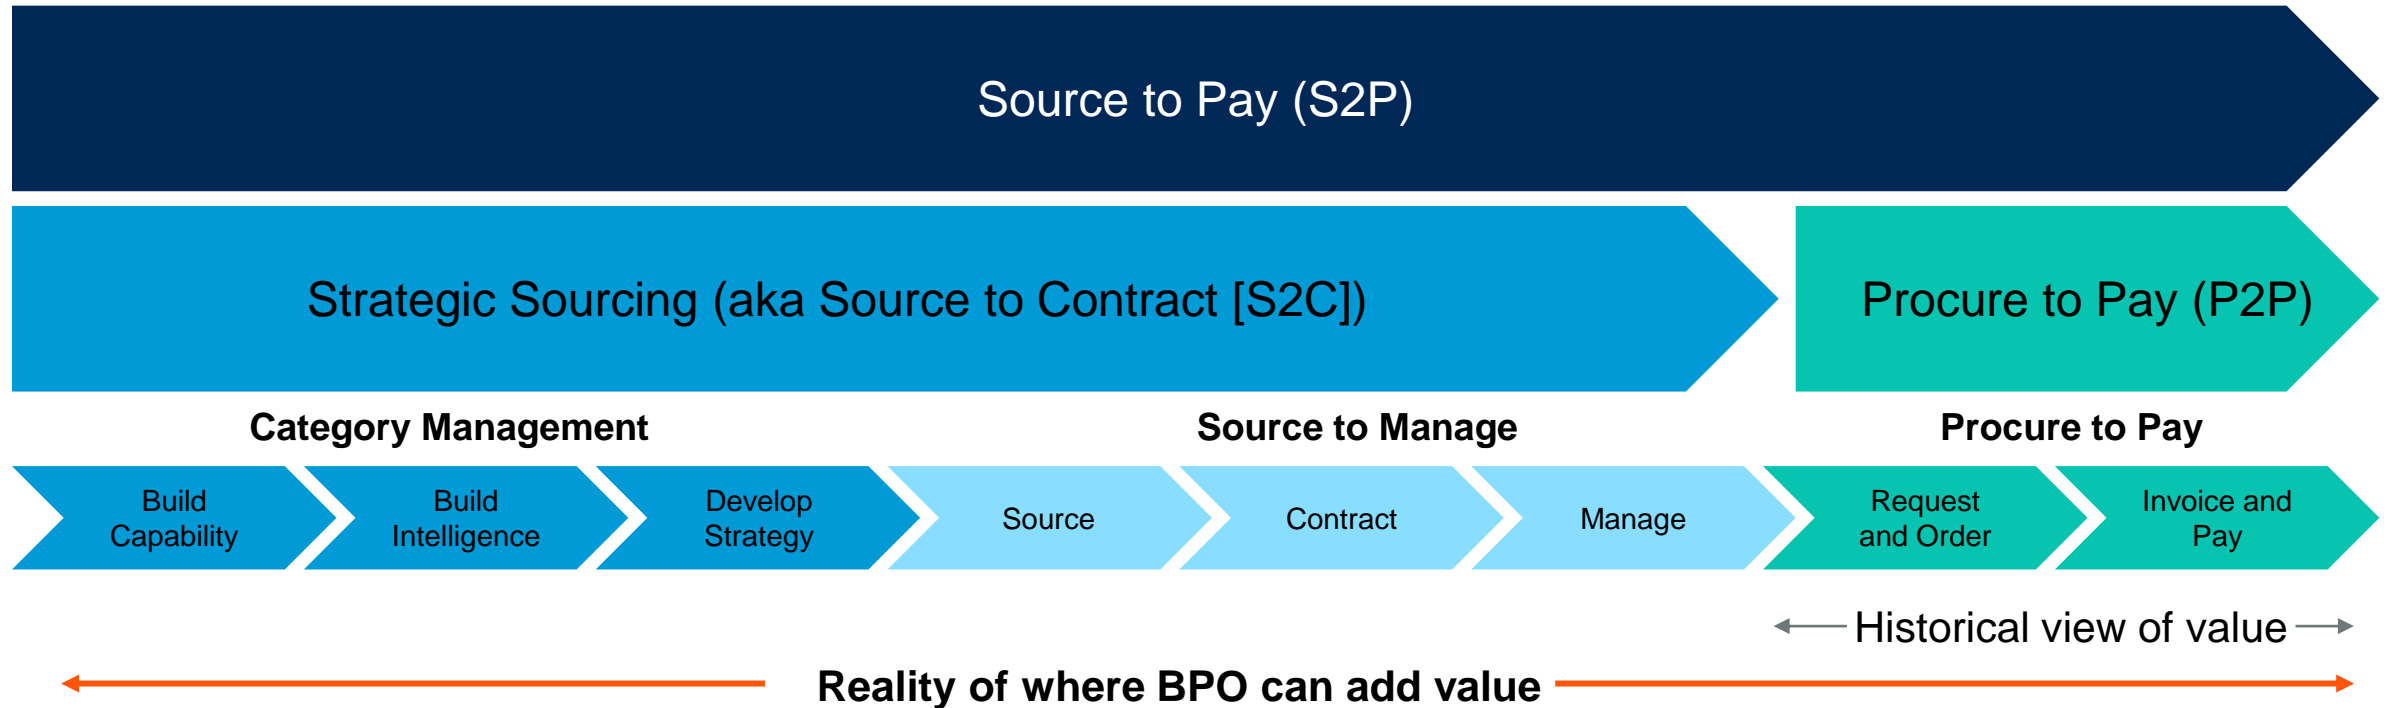 Source to Pay (S2P)
Strategic Sourcing (aka Source to Contract [S2C])
Procure to Pay (P2P)
Category Management
Source to Manage
Procure to Pay
Build
Capability
Build
Intelligence
Develop
Strategy
Source
Contract
Manage
Request
and Order
Invoice and
Pay
Historical view of value
Reality of where BPO can add value